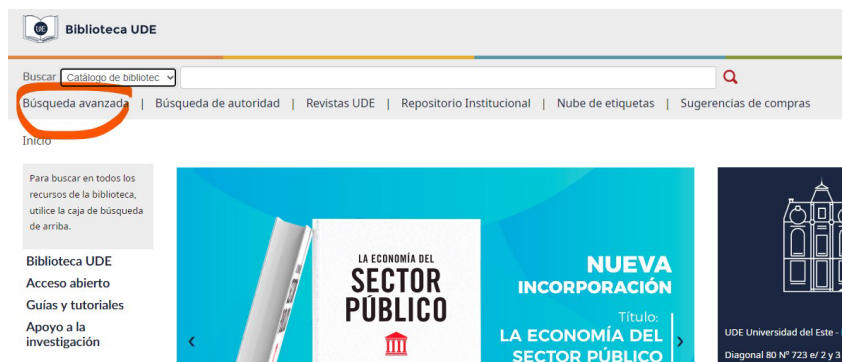 UDE Biblioteca UDE
Buscar Catálogo de bibliotec
Búsqueda avanzada | Búsqueda de autoridad | Revistas UDE | Repositorio Institucional | Nube de etiquetas | Sugerencias de compras
Inicio
Para buscar en todos los
recursos de la biblioteca,
utilice la caja de búsqueda
de arriba.
Biblioteca UDE
Acceso abierto
Guías y tutoriales
Apoyo a la
investigación
LA ECONOMÍA DEL
SECTOR
PÚBLICO
NUEVA
INCORPORACIÓN
Título:
LA ECONOMÍA DEL
SECTOR PÚBLICO
UDE Universidad del Este -
Diagonal 80 Nº 723 e/ 2 y 3